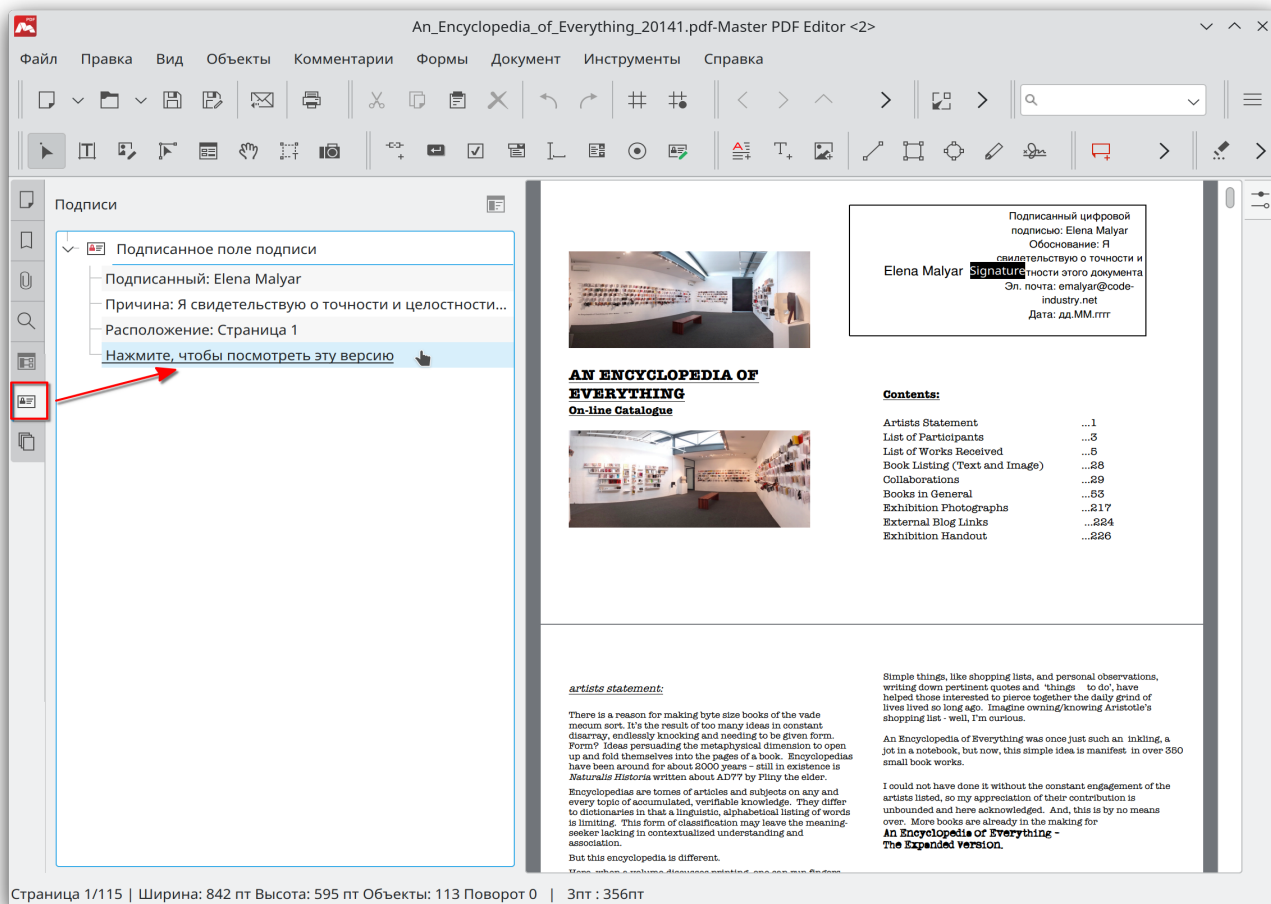 PDF
An_Encyclopedia_of_Everything_20141.pdf-Master PDF Editor <2>
Файл Правка Вид Объекты Комментарии Формы Документ Инструменты Справка
Подписи
Подписанное поле подписи
Подписанный: Elena Malyar
Причина: Я свидетельствую о точности и целостности...
Расположение: Страница 1
Нажмите, чтобы посмотреть эту версию
Elena Malyar
Signature
Подписанный цифровой
подписью: Elena Malyar
Обоснование: Я
свидетельствую о точности и
тности этого документа
Эл. почта: emalyar@code-
industry.net
Дата: дд.ММ.гггг
AN ENCYCLOPEDIA OF
EVERYTHING
On-line Catalogue
Contents:
Artists Statement ...1
List of Participants ...3
List of Works Received ...5
Book Listing (Text and Image) ...28
Collaborations ...29
Books in General ...53
Exhibition Photographs ...217
External Blog Links ...224
Exhibition Handout ...226
artists statement:
There is a reason for making byte size books of the vade
mecum sort. It's the result of too many ideas in constant
disarray, endlessly knocking and needing to be given form.
Form? Ideas persuading the metaphysical dimension to open
up and fold themselves into the pages of a book. Encyclopedias
have been around for about 2000 years – still in existence is
Naturalis Historia written about AD77 by Pliny the elder.
Encyclopedias are tomes of articles and subjects on any and
every topic of accumulated, verifiable knowledge. They differ
to dictionaries in that a linguistic, alphabetical listing of words
is limiting. This form of classification may leave the meaning-
seeker lacking in contextualized understanding and
association.
But this encyclopedia is different.
Here, when a volume discusses printing, one can run fingers
Simple things, like shopping lists, and personal observations,
writing down pertinent quotes and 'things to do', have
helped those interested to pierce together the daily grind of
lives lived so long ago. Imagine owning/knowing Aristotle's
shopping list - well, I'm curious.
An Encyclopedia of Everything was once just such an inkling, a
jot in a notebook, but now, this simple idea is manifest in over 350
small book works.
I could not have done it without the constant engagement of the
artists listed, so my appreciation of their contribution is
unbounded and here acknowledged. And, this is by no means
over. More books are already in the making for
An Encyclopedia of Everything –
The Expanded Version.
Страница 1/115 | Ширина: 842 пт Высота: 595 пт Объекты: 113 Поворот 0 | 3пт : 356пт